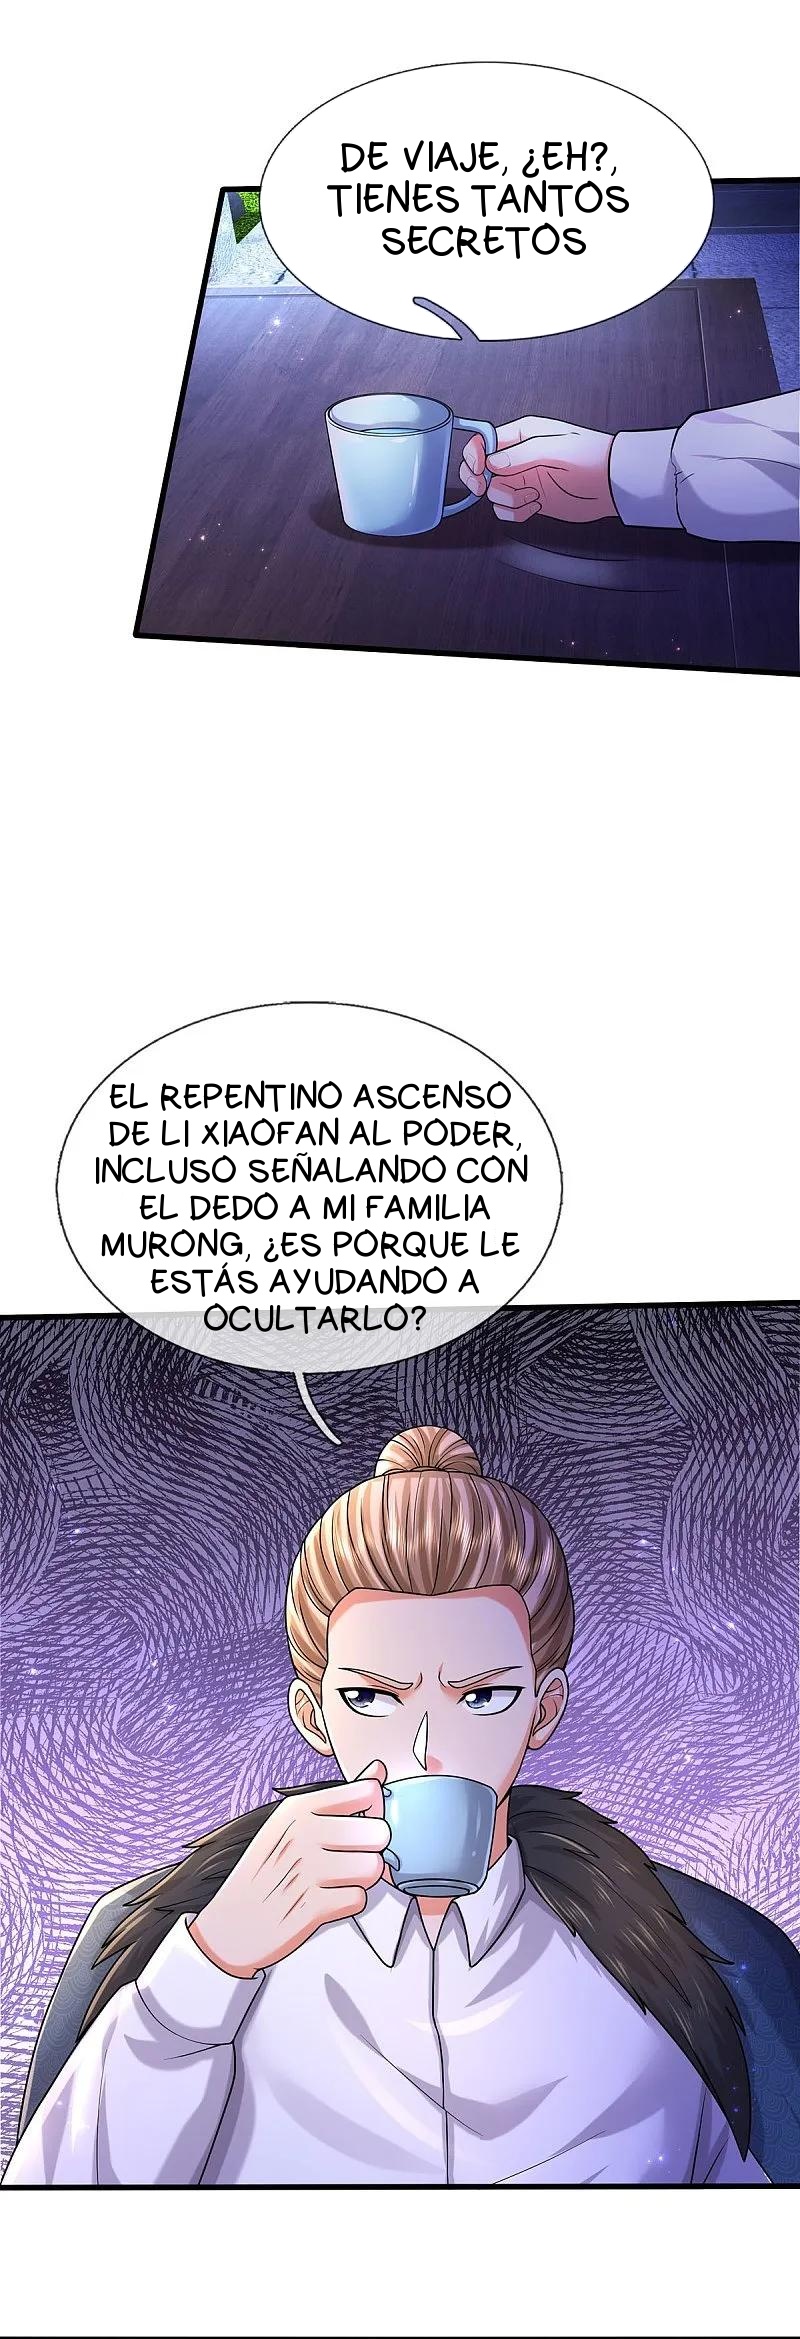 DE VIAJE, ¿EH?,
TIENES TANTOS
SECRETOS
EL REPENTINO ASCENSO
DE LI XIAOFAN AL PODER,
INCLUSO SEÑALANDO CON
EL DEDO A MI FAMILIA
MURONG, ¿ES PORQUE LE
ESTÁS AYUDANDO A
OCULTARLO?